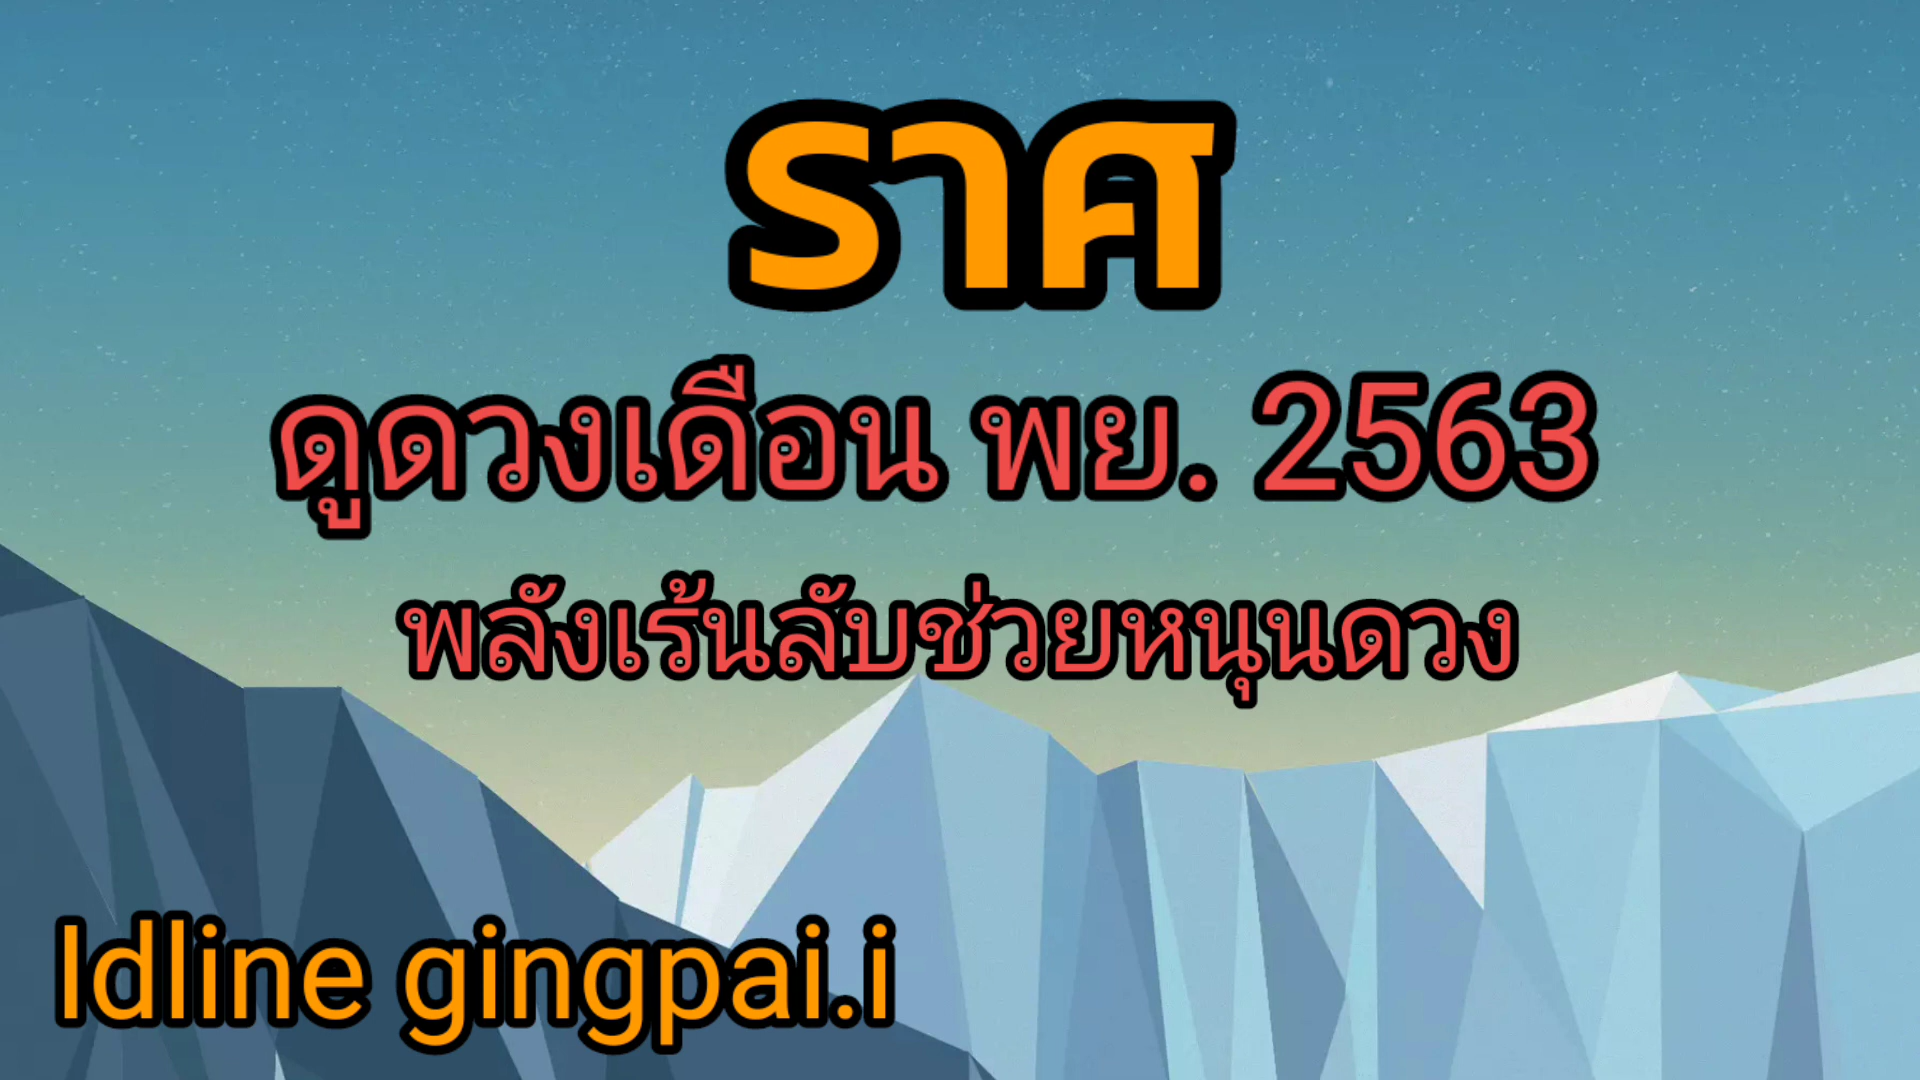 ราศ
ดูดวงเดือน พย. 2563
พลังเร้นลับช่วยหนุนดวง
Idline gingpai.i